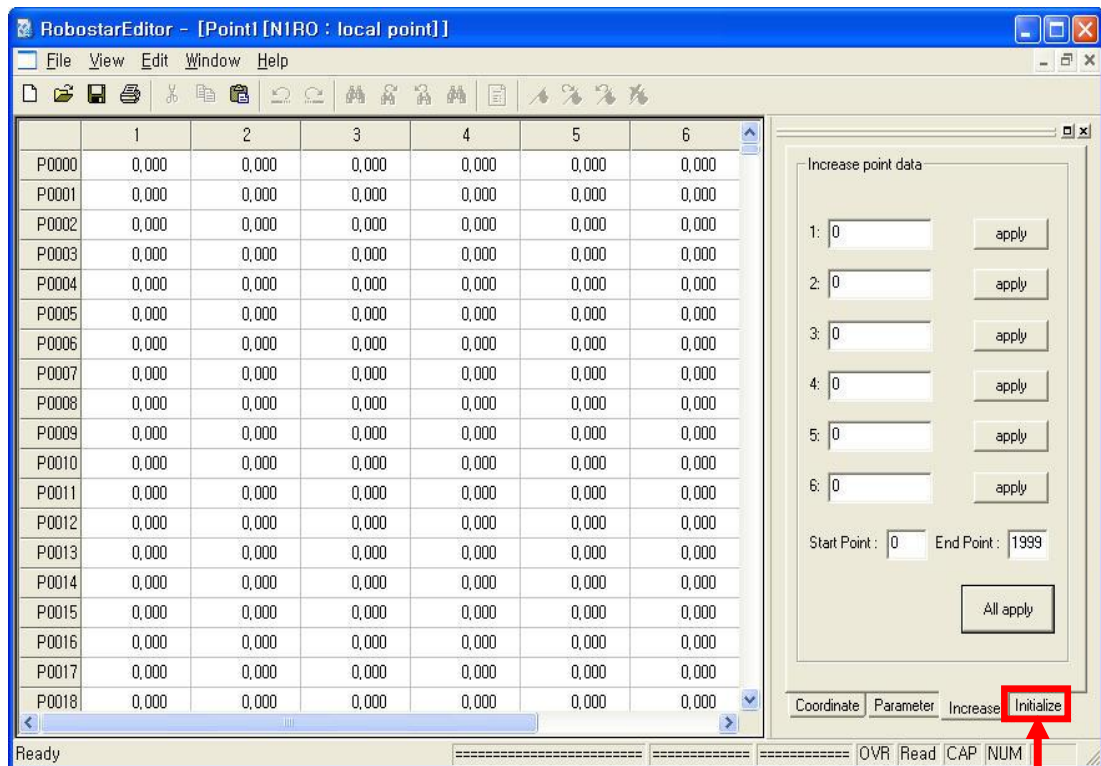 RobostarEditor - [Point1 [N1RO : local point] ]
File View Edit Window Help
1 2 3 4 5 6
P0000 0,000 0,000 0,000 0,000 0,000 0,000
P0001 0,000 0,000 0,000 0,000 0,000 0,000
P0002 0,000 0,000 0,000 0,000 0,000 0,000
P0003 0,000 0,000 0,000 0,000 0,000 0,000
P0004 0,000 0,000 0,000 0,000 0,000 0,000
P0005 0,000 0,000 0,000 0,000 0,000 0,000
P0006 0,000 0,000 0,000 0,000 0,000 0,000
P0007 0,000 0,000 0,000 0,000 0,000 0,000
P0008 0,000 0,000 0,000 0,000 0,000 0,000
P0009 0,000 0,000 0,000 0,000 0,000 0,000
P0010 0,000 0,000 0,000 0,000 0,000 0,000
P0011 0,000 0,000 0,000 0,000 0,000 0,000
P0012 0,000 0,000 0,000 0,000 0,000 0,000
P0013 0,000 0,000 0,000 0,000 0,000 0,000
P0014 0,000 0,000 0,000 0,000 0,000 0,000
P0015 0,000 0,000 0,000 0,000 0,000 0,000
P0016 0,000 0,000 0,000 0,000 0,000 0,000
P0017 0,000 0,000 0,000 0,000 0,000 0,000
P0018 0,000 0,000 0,000 0,000 0,000 0,000
Increase point data
1: 0 apply
2: 0 apply
3: 0 apply
4: 0 apply
5: 0 apply
6: 0 apply
Start Point : 0 End Point : 1999
All apply
Coordinate Parameter Increase Initialize
Ready ======================== ============ ============ OVR Read CAP NUM